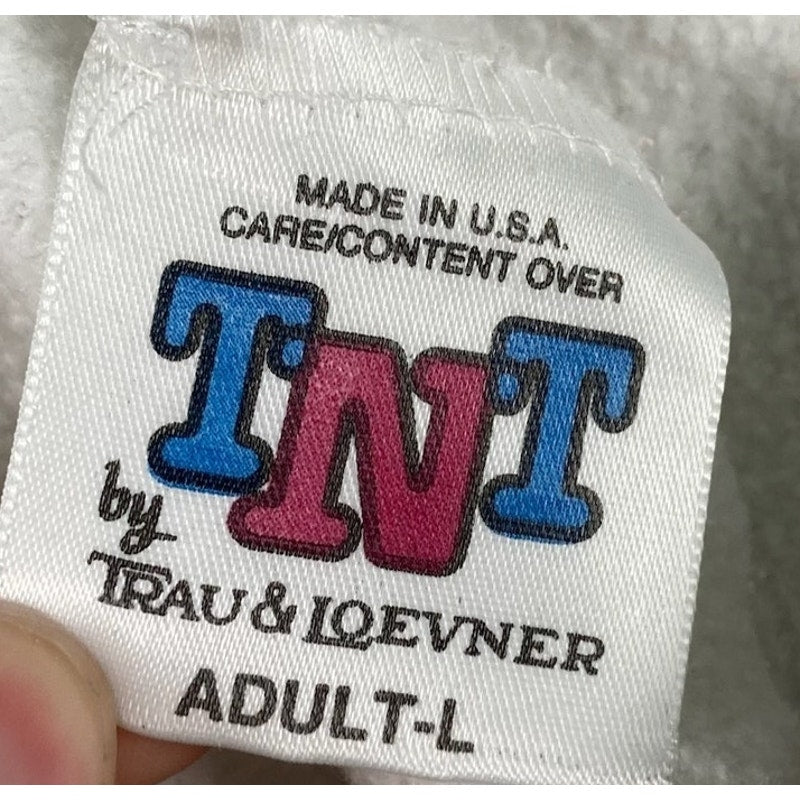 MADE IN U.S.A.
CARE/CONTENT OVER
TNT
by
TRAU & LOEVNER
ADULT-L